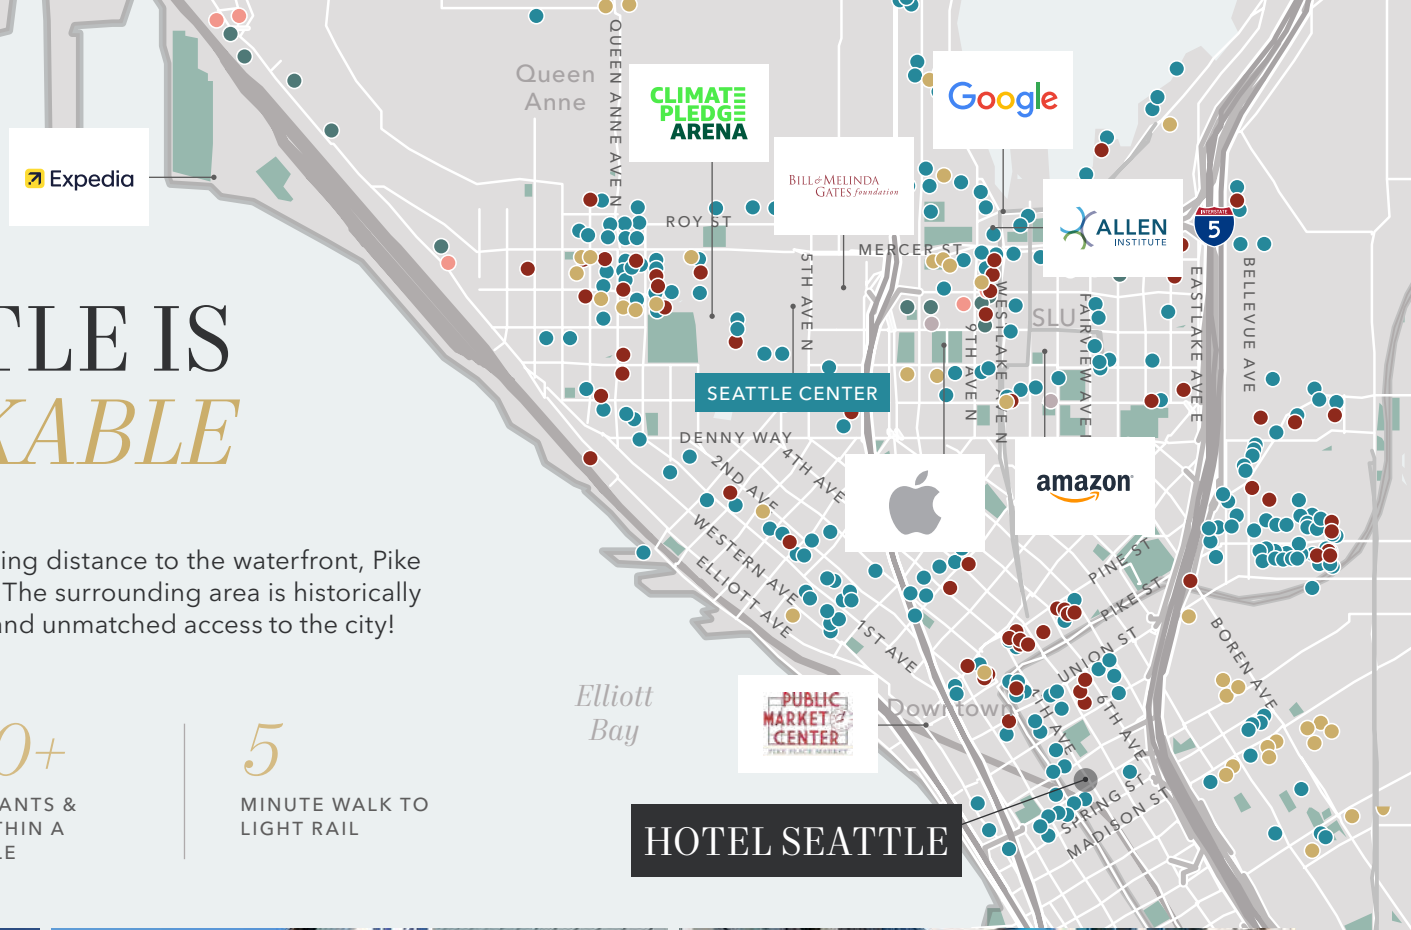 TLE IS
KABLE
ing distance to the waterfront, Pike
The surrounding area is historically
and unmatched access to the city!
0+
ANTS &
THIN A
LE
5
MINUTE WALK TO
LIGHT RAIL
Expedia
Queen
Anne
QUEEN ANNE AVE N
CLIMATE
PLEDGE
ARENA
BILL & MELINDA
GATES foundation
Google
ALLEN
INSTITUTE
INTERSTATE
5
ROY ST
MERCER ST
5TH AVE N
SLU
9TH AVE N
WESTLAKE AVE N
FAIRVIEW AVE N
EASTLAKE AVE E
BELLEVUE AVE
SEATTLE CENTER
DENNY WAY
2ND AVE
4TH AVE
amazon
WESTERN AVE
ELLIOTT AVE
1ST AVE
PINE ST
PIKE ST
UNION ST
BOREN AVE
Elliott
Bay
PUBLIC
MARKET
CENTER
PIKE PLACE MARKET
Downtown
6TH AVE
SPRING ST
MADISON ST
HOTEL SEATTLE